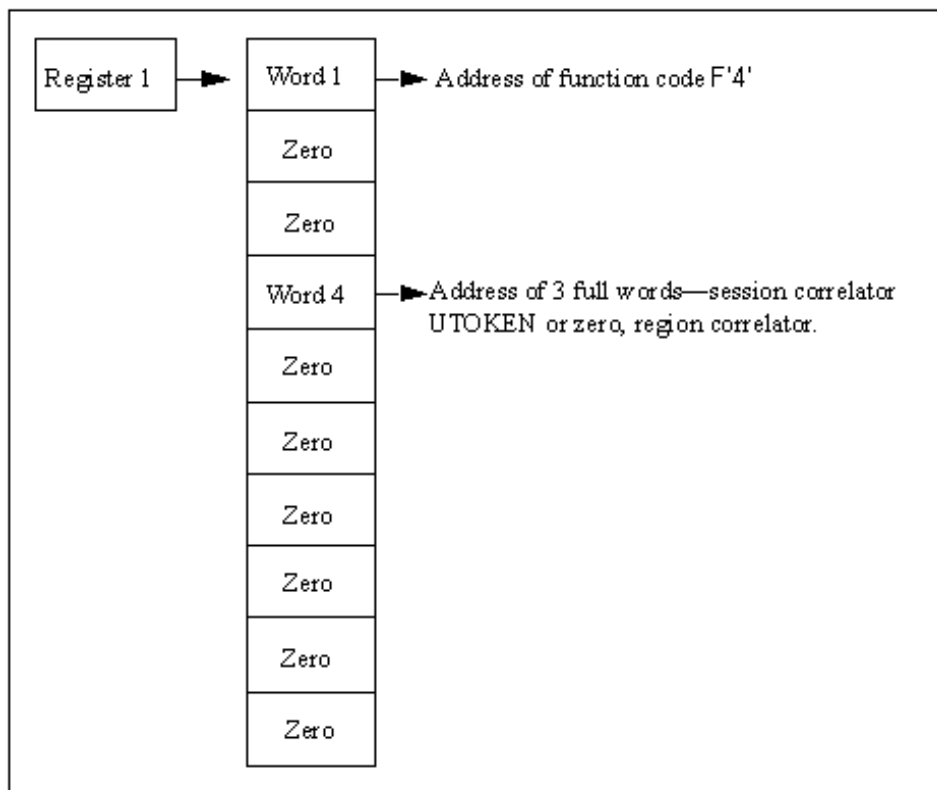 Register 1
Word 1
Address of function code F'4'
Zero
Zero
Word 4
Address of 3 full words—session correlator
UTOKEN or zero, region correlator.
Zero
Zero
Zero
Zero
Zero
Zero